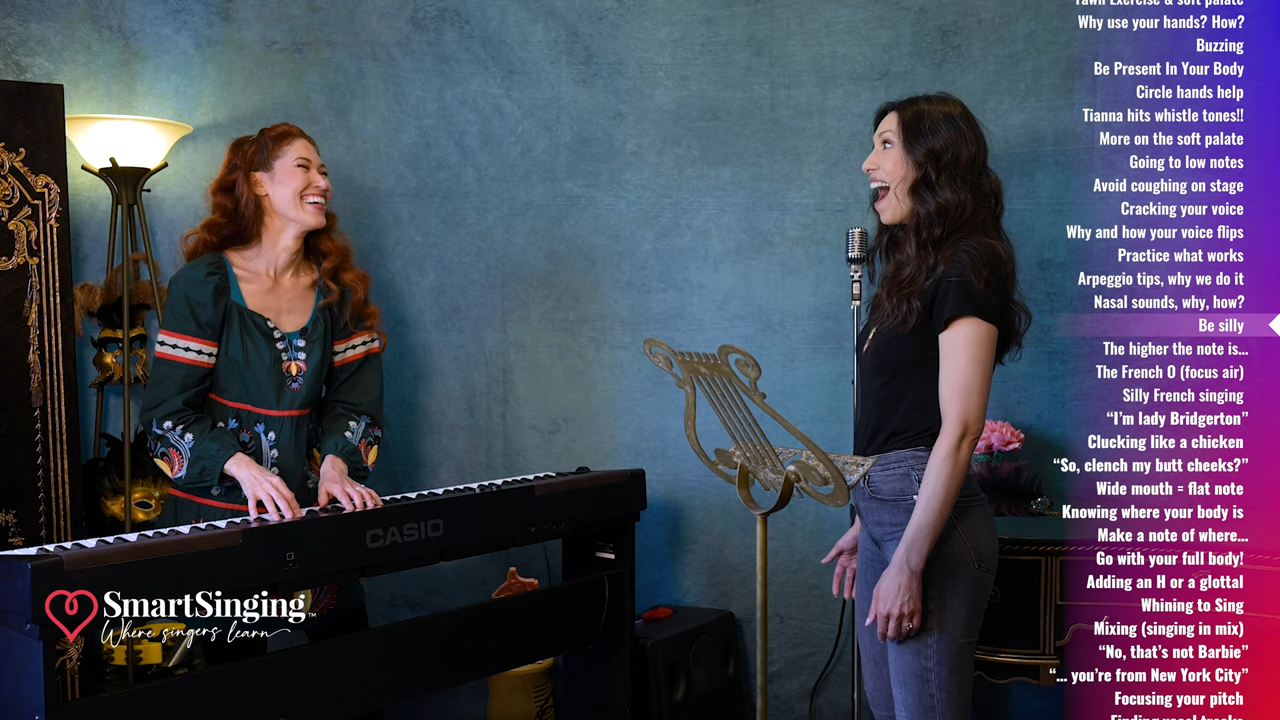 Yawn Exercise & soft palate
Why use your hands? How?
Buzzing
Be Present In Your Body
Circle hands help
Tianna hits whistle tones!!
More on the soft palate
Going to low notes
Avoid coughing on stage
Cracking your voice
Why and how your voice flips
Practice what works
Arpeggio tips, why we do it
Nasal sounds, why, how?
Be silly
The higher the note is...
The French O (focus air)
Silly French singing
“I’m lady Bridgerton”
Clucking like a chicken
“So, clench my butt cheeks?”
Wide mouth = flat note
Knowing where your body is
Make a note of where...
Go with your full body!
Adding an H or a glottal
Whining to Sing
Mixing (singing in mix)
“No, that’s not Barbie”
“... you’re from New York City”
Focusing your pitch
CASIO
SmartSinging™
Where singers learn